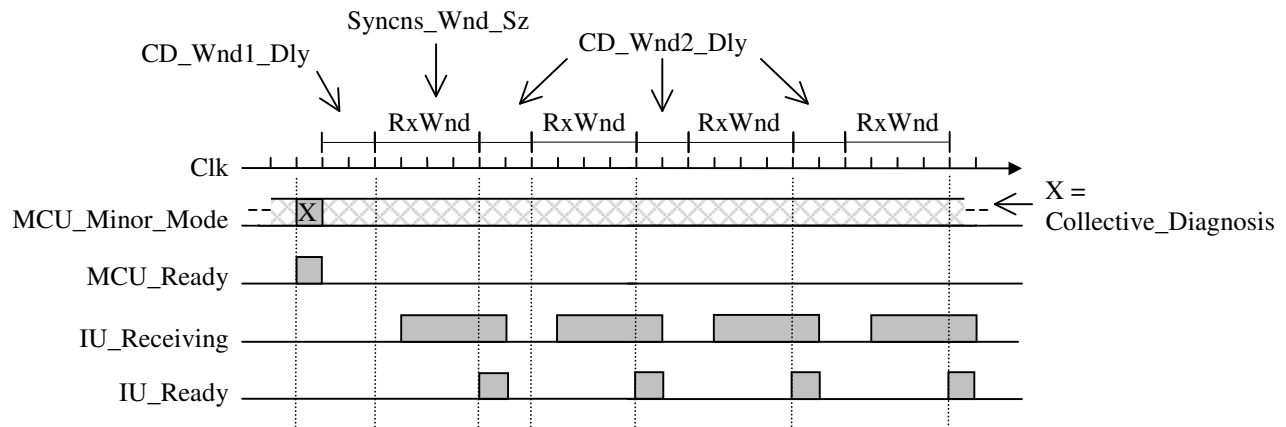 Syncns_Wnd_Sz
CD_Wnd1_Dly
CD_Wnd2_Dly
RxWnd RxWnd RxWnd RxWnd
Clk
MCU_Minor_Mode
X
X =
Collective_Diagnosis
MCU_Ready
IU_Receiving
IU_Ready